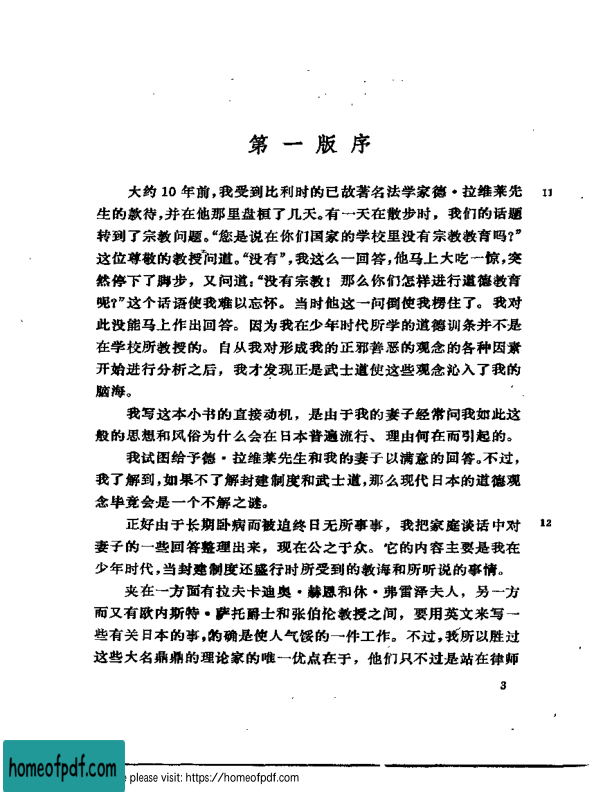 第一版序
大约10年前,我受到比利时的已故著名法学家德·拉维莱先 11
生的款待,并在他那里盘桓了几天。有一天在散步时,我们的话题
转到了宗教问题。“您是说在你们国家的学校里没有宗教教育吗?”
这位尊敬的教授问道。“没有”,我这么一回答,他马上大吃一惊,突
然停下了脚步,又问道:“没有宗教!那么你们怎样进行道德教育
呢?”这个话语使我难以忘怀。当时他这一问倒使我愣住了。我对
此没能马上作出回答。因为我在少年时代所学的道德训条并不是
在学校所教授的。自从我对形成我的正邪善恶的观念的各种因素
开始进行分析之后,我才发现正是武士道使这些观念沁入了我的
脑海。
我写这本小书的直接动机,是由于我的妻子经常问我如此这
般的思想和风俗为什么会在日本普遍流行、理由何在而引起的。
我试图给予德·拉维莱先生和我的妻子以满意的回答。不过,
我了解到,如果不了解封建制度和武士道,那么现代日本的道德观
念毕竟会是一个不解之谜。
正好由于长期卧病而被迫终日无所事事,我把家庭谈话中对 12
妻子的一些回答整理出来,现在公之于众。它的内容主要是我在
少年时代,当封建制度还盛行时所受到的教诲和所听说的事情。
夹在一方面有拉夫卡迪奥·赫恩和休·弗雷泽夫人,另一方
面又有欧内斯特·萨托爵士和张伯伦教授之间,要用英文来写一
些有关日本的事,的确是使人气馁的一件工作。不过,我所以胜过
这些大名鼎鼎的理论家的唯一优点在于,他们只不过是站在律师
3
homeofpdf.com
e please visit: https://homeofpdf.com